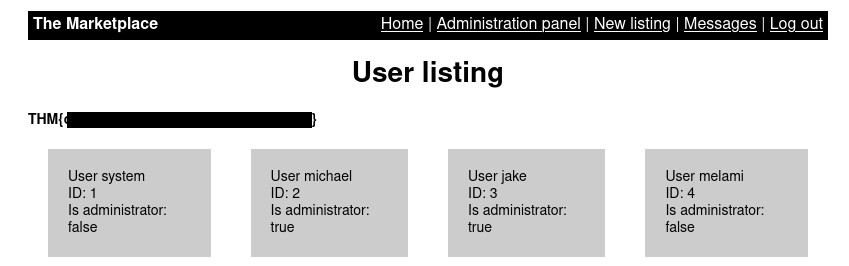 The Marketplace
Home | Administration panel | New listing | Messages | Log out
User listing
THM{ }
User system
ID: 1
Is administrator:
false
User michael
ID: 2
Is administrator:
true
User jake
ID: 3
Is administrator:
true
User melami
ID: 4
Is administrator:
false